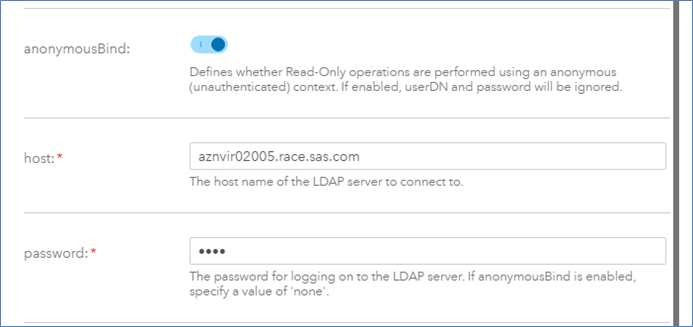 anonymousBind:
Defines whether Read-Only operations are performed using an anonymous
(unauthenticated) context. If enabled, userDN and password will be ignored.
host:*
aznvir02005.race.sas.com
The host name of the LDAP server to connect to.
password:*
••••
The password for logging on to the LDAP server. If anonymousBind is enabled,
specify a value of 'none'.